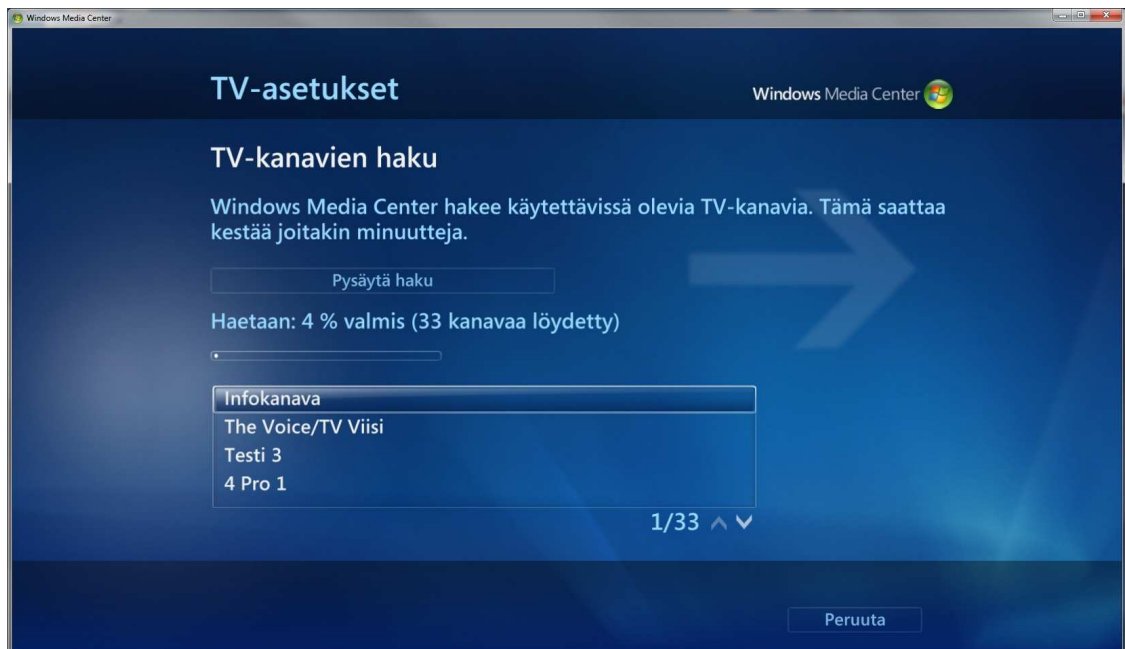 Windows Media Center
TV-asetukset
Windows Media Center
TV-kanavien haku
Windows Media Center hakee käytettävissä olevia TV-kanavia. Tämä saattaa
kestää joitakin minuutteja.
Pysäytä haku
Haetaan: 4 % valmis (33 kanavaa löydetty)
Infokanava
The Voice/TV Viisi
Testi 3
4 Pro 1
1/33
Peruuta